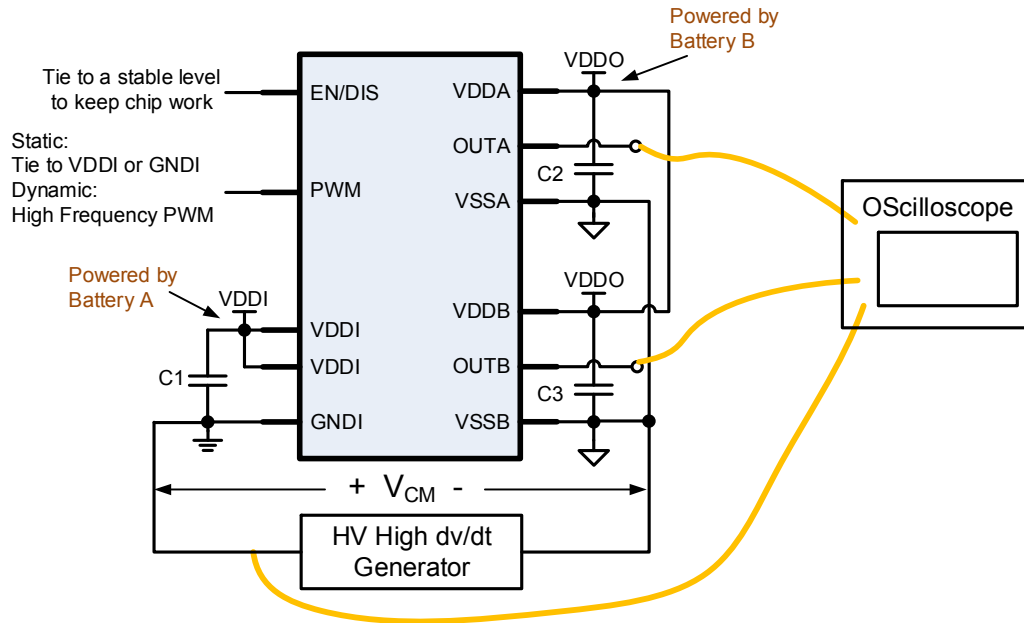 Powered by
Battery B
Tie to a stable level
to keep chip work
Static:
Tie to VDDI or GNDI
Dynamic:
High Frequency PWM
Powered by
Battery A
VDDI
C1
EN/DIS
PWM
VDDI
VDDI
GNDI
VDDA
OUTA
VSSA
VDDB
OUTB
VSSB
VDDO
C2
VDDO
C3
OScilloscope
+ VCM -
HV High dv/dt
Generator